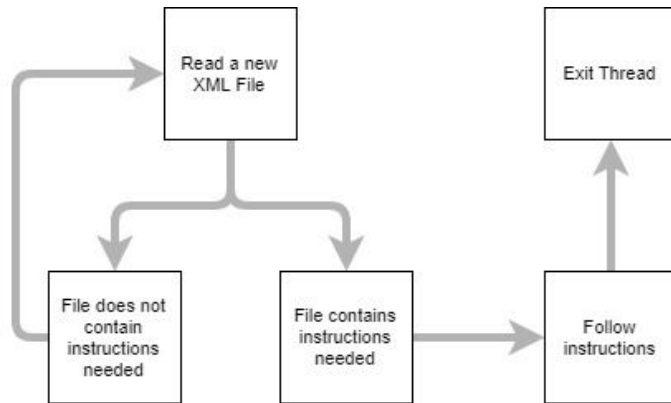 Read a new
XML File
Exit Thread
File does not
contain
instructions
needed
File contains
instructions
needed
Follow
instructions